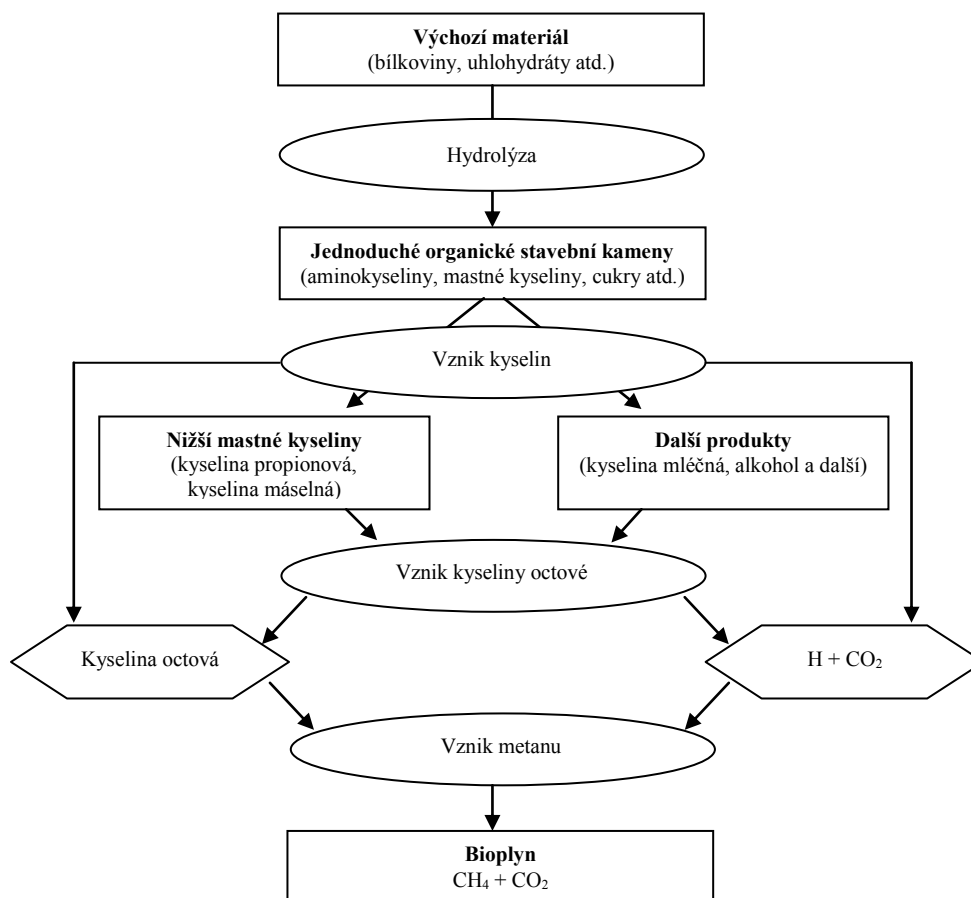 Výchozí materiál
(bílkoviny, uhlohydráty atd.)
Hydrolýza
Jednoduché organické stavební kameny
(aminokyseliny, mastné kyseliny, cukry atd.)
Vznik kyselin
Nižší mastné kyseliny
(kyselina propionová,
kyselina máselná)
Další produkty
(kyselina mléčná, alkohol a další)
Vznik kyseliny octové
Kyselina octová
H + CO₂
Vznik metanu
Bioplyn
CH₄ + CO₂